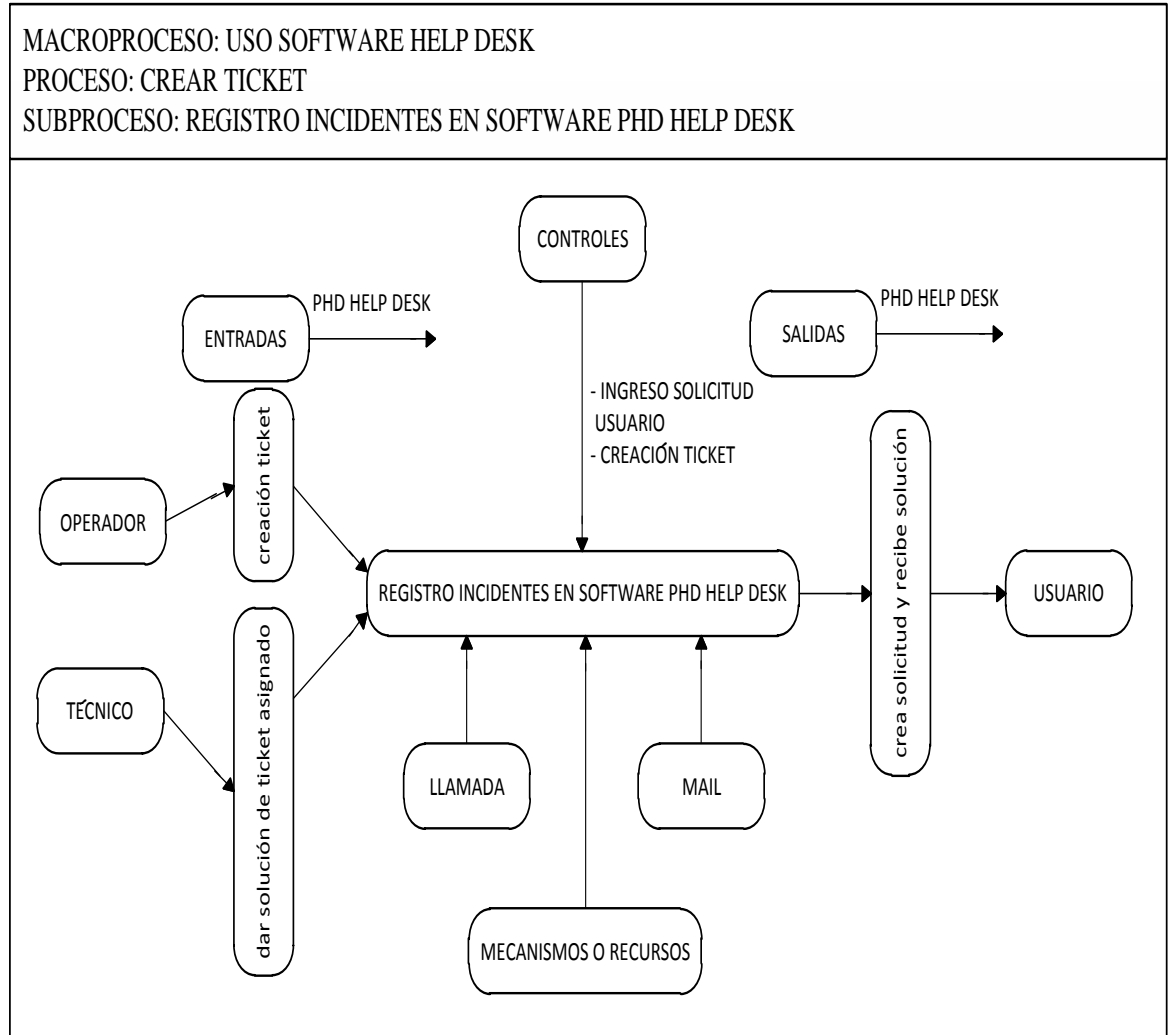 MACROPROCESO: USO SOFTWARE HELP DESK
PROCESO: CREAR TICKET
SUBPROCESO: REGISTRO INCIDENTES EN SOFTWARE PHD HELP DESK
CONTROLES
PHD HELP DESK
ENTRADAS
PHD HELP DESK
SALIDAS
- INGRESO SOLICITUD
USUARIO
- CREACIÓN TICKET
OPERADOR
creación ticket
REGISTRO INCIDENTES EN SOFTWARE PHD HELP DESK
crea solicitud y recibe solución
USUARIO
TÉCNICO
dar solución de ticket asignado
LLAMADA
MAIL
MECANISMOS O RECURSOS